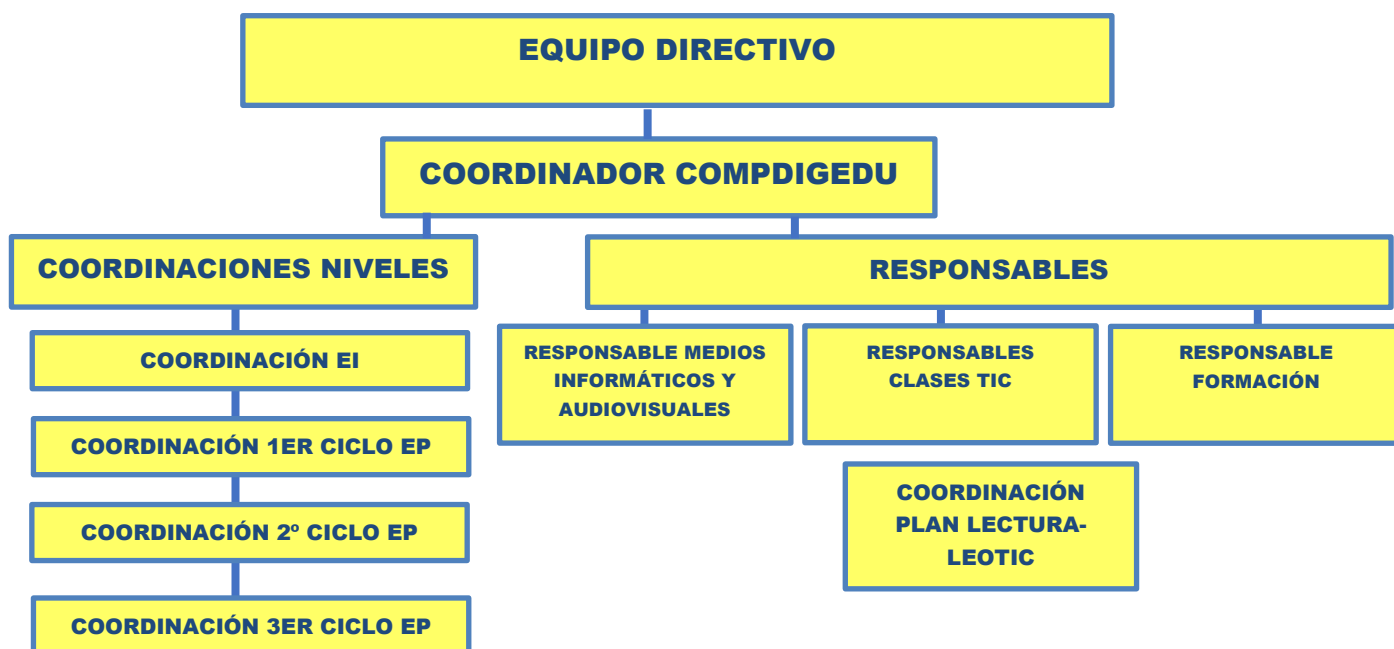 EQUIPO DIRECTIVO
COORDINADOR COMPDIGEDU
COORDINACIONES NIVELES
RESPONSABLES
COORDINACIÓN EI
COORDINACIÓN 1ER CICLO EP
COORDINACIÓN 2º CICLO EP
COORDINACIÓN 3ER CICLO EP
RESPONSABLE MEDIOS
INFORMÁTICOS Y
AUDIOVISUALES
RESPONSABLES
CLASES TIC
RESPONSABLE
FORMACIÓN
COORDINACIÓN
PLAN LECTURA-
LEOTIC